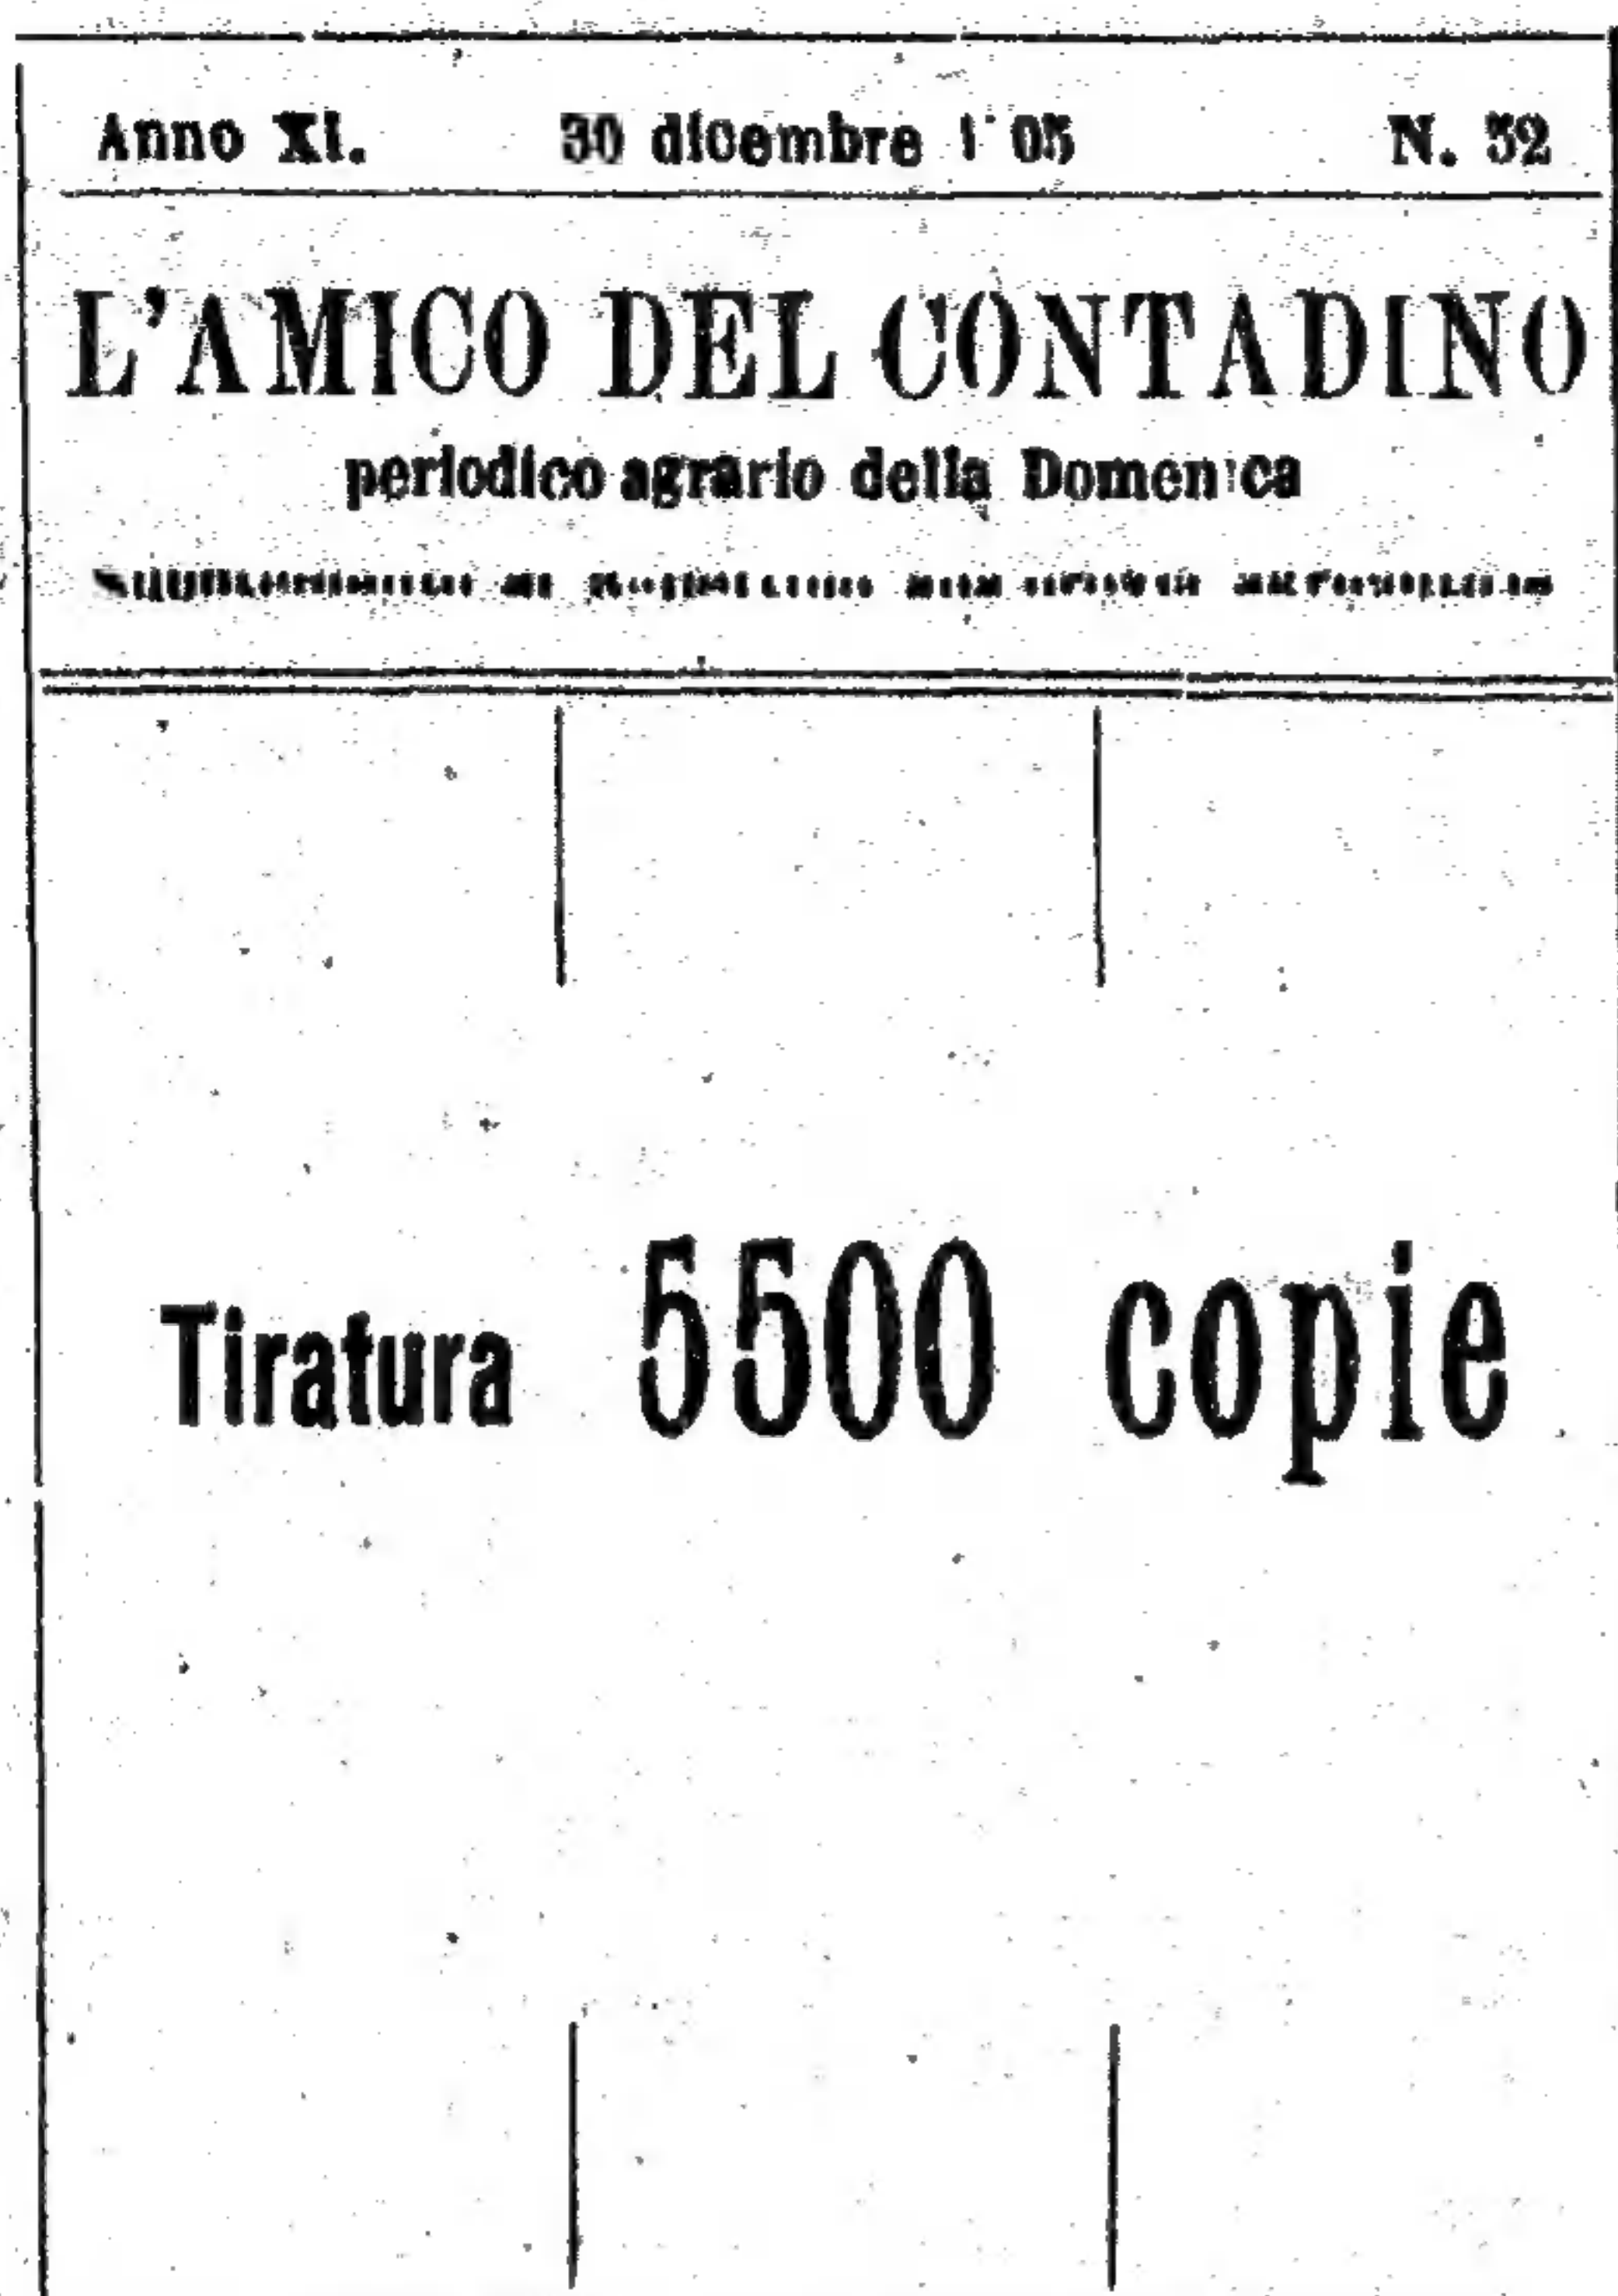 Anno XI. 30 dicembre 1 05 N. 52
L'AMICO DEL CONTADINO
periodico agrario della Domenica
Tiratura 5500 copie